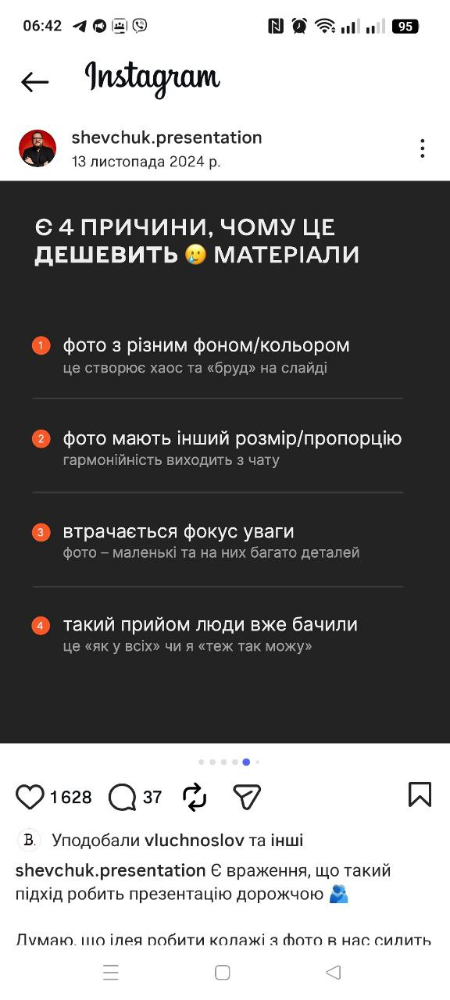 06:42
95
Instagram
shevchuk.presentation
13 листопада 2024 р.
Є 4 ПРИЧИНИ, ЧОМУ ЦЕ
ДЕШЕВИТЬ 🥲 МАТЕРІАЛИ
1 фото з різним фоном/кольором
це створює хаос та «бруд» на слайді
2 фото мають інший розмір/пропорцію
гармонійність виходить з чату
3 втрачається фокус уваги
фото – маленькі та на них багато деталей
4 такий прийом люди вже бачили
це «як у всіх» чи я «теж так можу»
1 628 37
B. Уподобали vluchnoslov та інші
shevchuk.presentation Є враження, що такий
підхід робить презентацію дорожчою 🫂
Думаю, що ідея робити колажі з фото в нас сидить